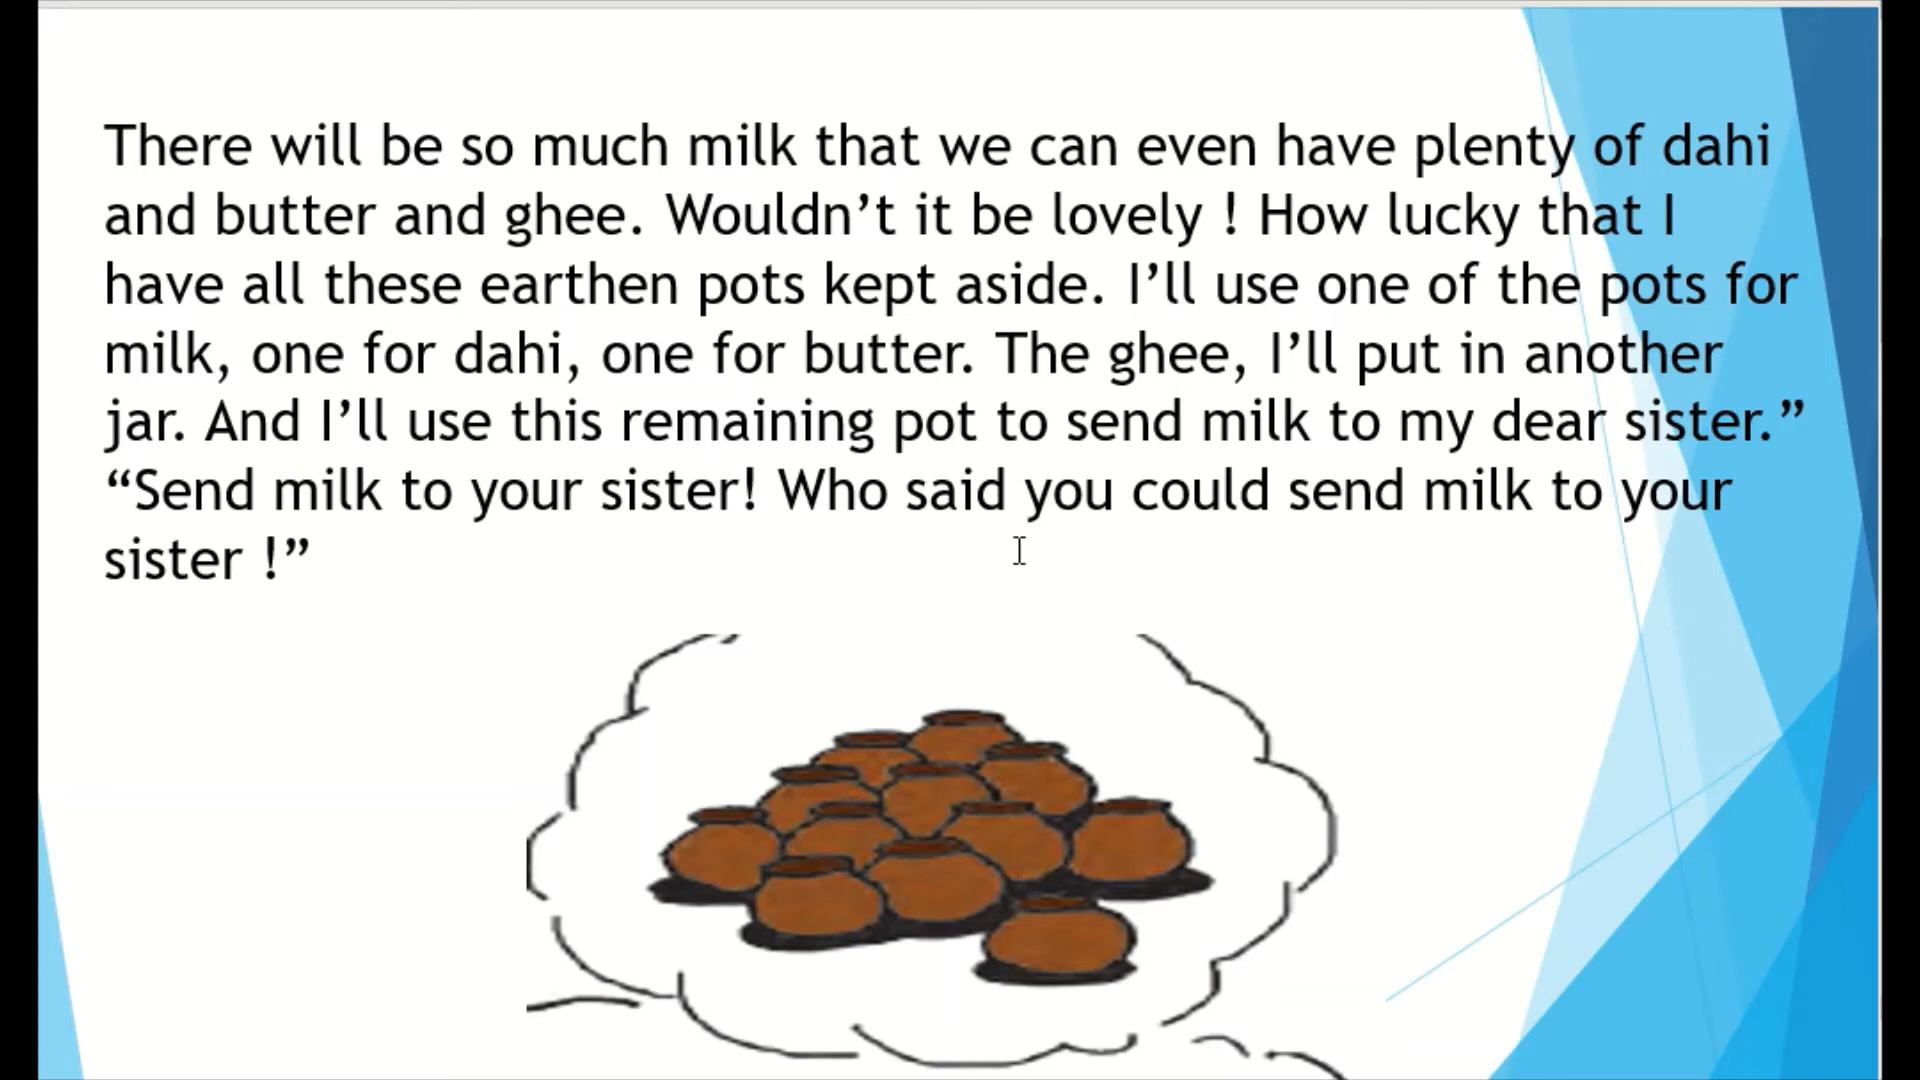 There will be so much milk that we can even have plenty of dahi
and butter and ghee. Wouldn’t it be lovely ! How lucky that I
have all these earthen pots kept aside. I’ll use one of the pots for
milk, one for dahi, one for butter. The ghee, I’ll put in another
jar. And I’ll use this remaining pot to send milk to my dear sister.”
“Send milk to your sister! Who said you could send milk to your
sister !”